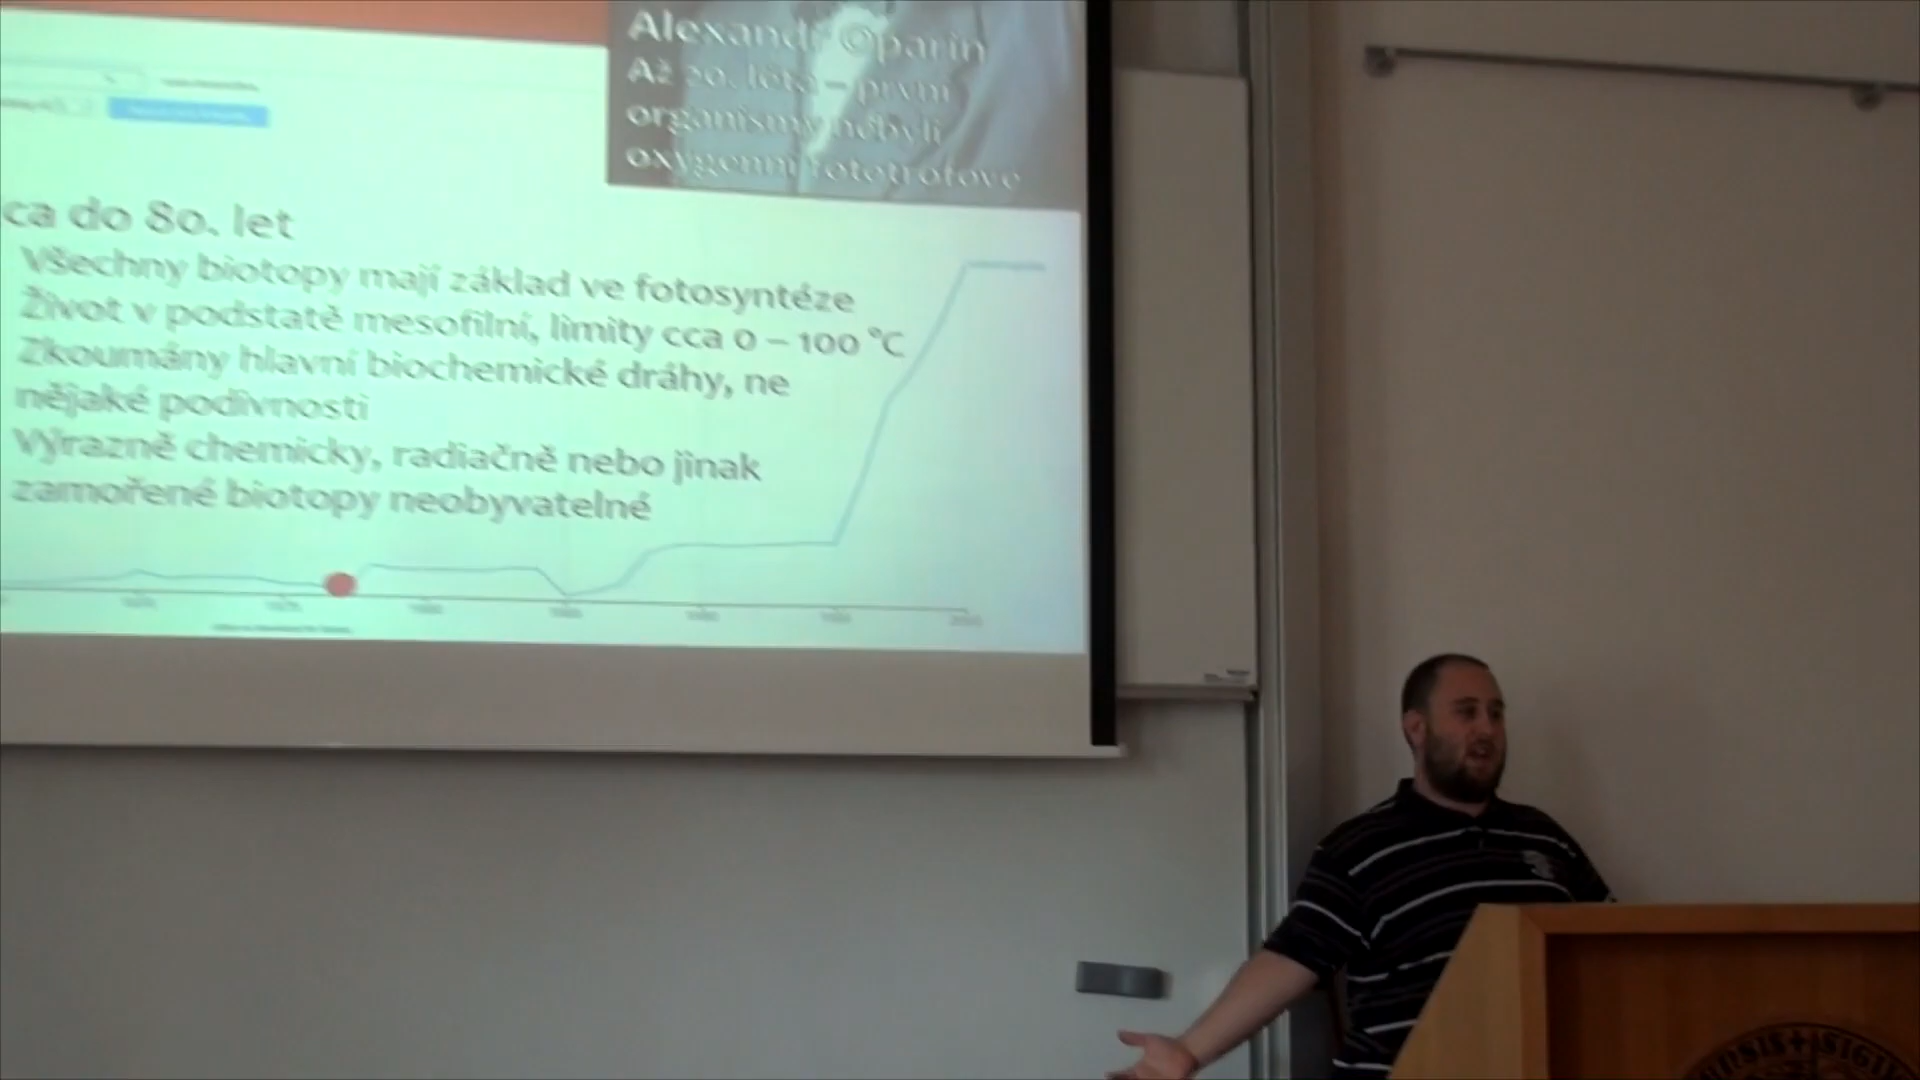 Alexandr Oparin
Až 20. léta – první
organismy nebyli
oxygenní fototrofové
ca do 80. let
Všechny biotopy mají základ ve fotosyntéze
Život v podstatě mesofilní, limity cca 0 – 100 °C
Zkoumány hlavní biochemické dráhy, ne
nějaké podivnosti
Výrazně chemicky, radiačně nebo jinak
zamořené biotopy neobyvatelné
SIGI